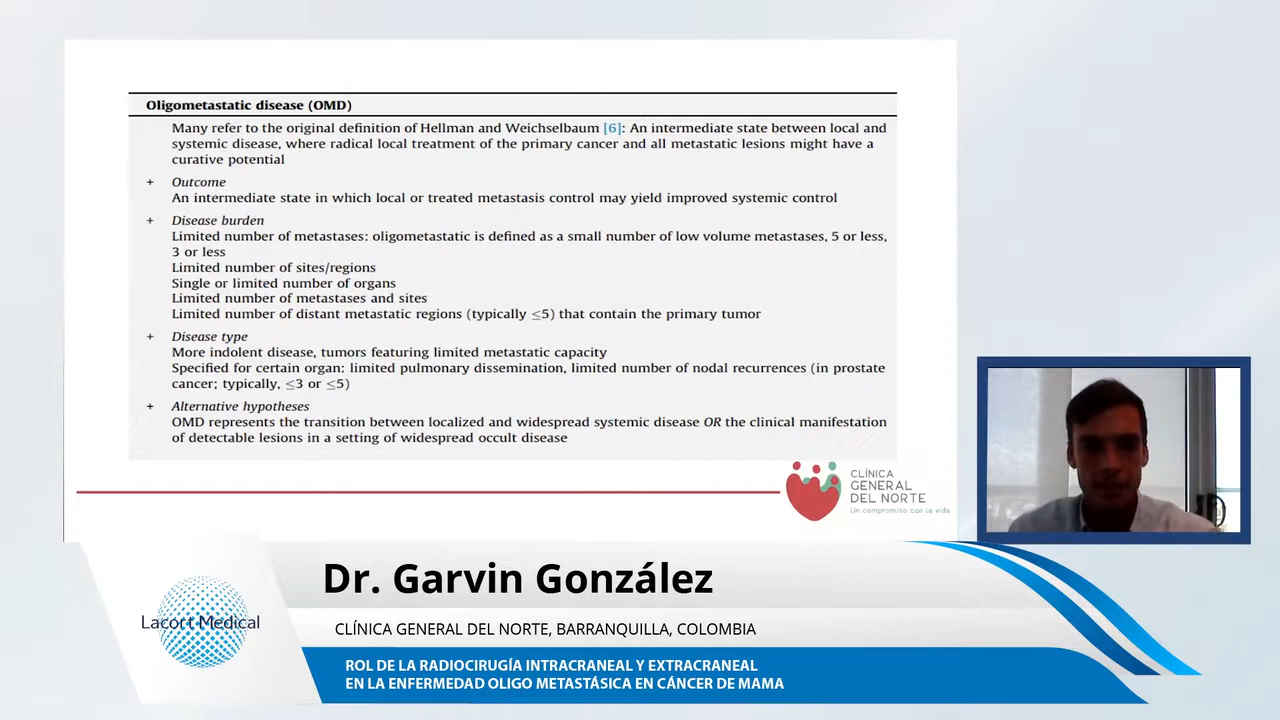 Oligometastatic disease (OMD)
Many refer to the original definition of Hellman and Weichselbaum [6]: An intermediate state between local and
systemic disease, where radical local treatment of the primary cancer and all metastatic lesions might have a
curative potential
+ Outcome
An intermediate state in which local or treated metastasis control may yield improved systemic control
+ Disease burden
Limited number of metastases: oligometastatic is defined as a small number of low volume metastases, 5 or less,
3 or less
Limited number of sites/regions
Single or limited number of organs
Limited number of metastases and sites
Limited number of distant metastatic regions (typically ≤5) that contain the primary tumor
+ Disease type
More indolent disease, tumors featuring limited metastatic capacity
Specified for certain organ: limited pulmonary dissemination, limited number of nodal recurrences (in prostate
cancer; typically, ≤3 or ≤5)
+ Alternative hypotheses
OMD represents the transition between localized and widespread systemic disease OR the clinical manifestation
of detectable lesions in a setting of widespread occult disease
CLÍNICA
GENERAL
DEL NORTE
Un compromiso con la vida
Dr. Garvin González
Lacort Medical
CLÍNICA GENERAL DEL NORTE, BARRANQUILLA, COLOMBIA
ROL DE LA RADIOCIRUGÍA INTRACRANEAL Y EXTRACRANEAL
EN LA ENFERMEDAD OLIGO METASTÁSICA EN CÁNCER DE MAMA